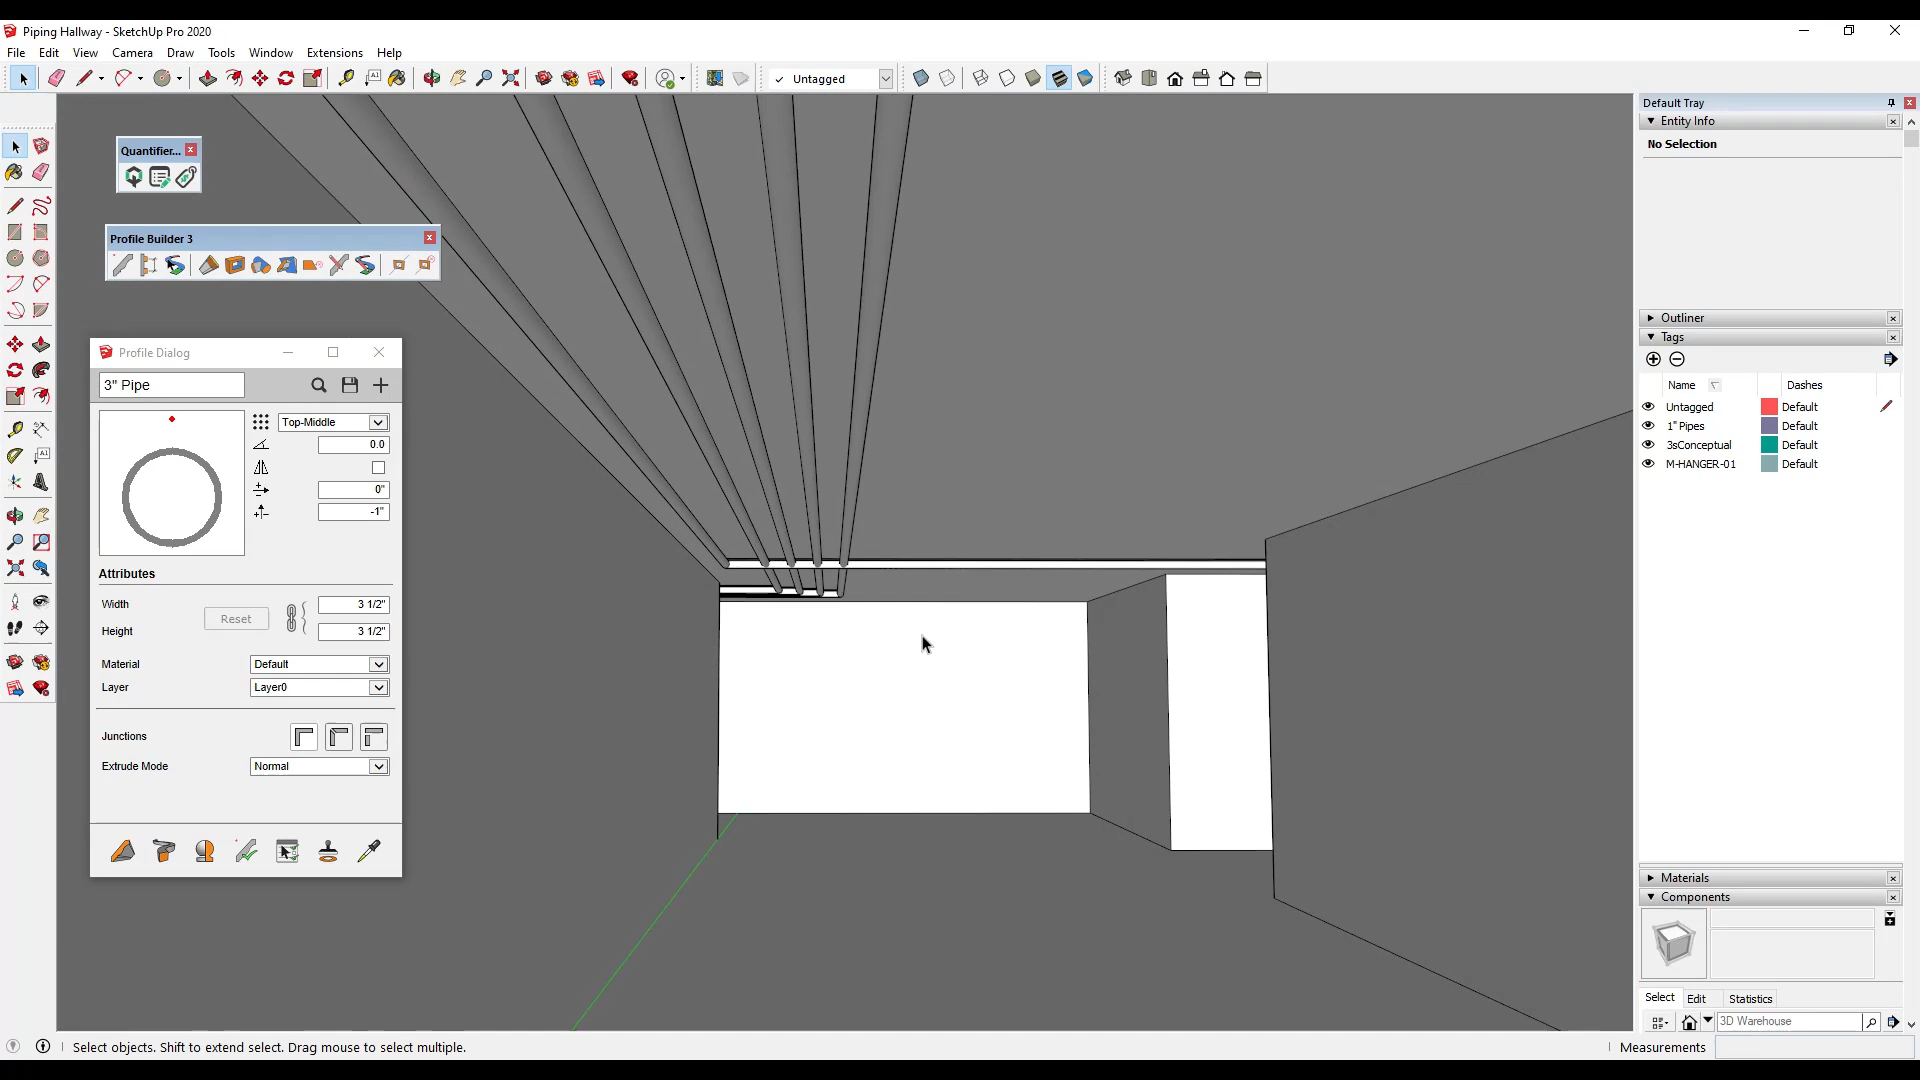 Piping Hallway - SketchUp Pro 2020
File Edit View Camera Draw Tools Window Extensions Help
Untagged
Default Tray
Entity Info
No Selection
Quantifier...
Profile Builder 3
Outliner
Tags
Name Dashes
Untagged Default
1" Pipes Default
3sConceptual Default
M-HANGER-01 Default
Profile Dialog
3" Pipe
Top-Middle
0.0
0"
-1"
Attributes
Width 3 1/2"
Reset
Height 3 1/2"
Material Default
Layer Layer0
Junctions
Extrude Mode Normal
Materials
Components
Select Edit Statistics
3D Warehouse
Select objects. Shift to extend select. Drag mouse to select multiple.
Measurements